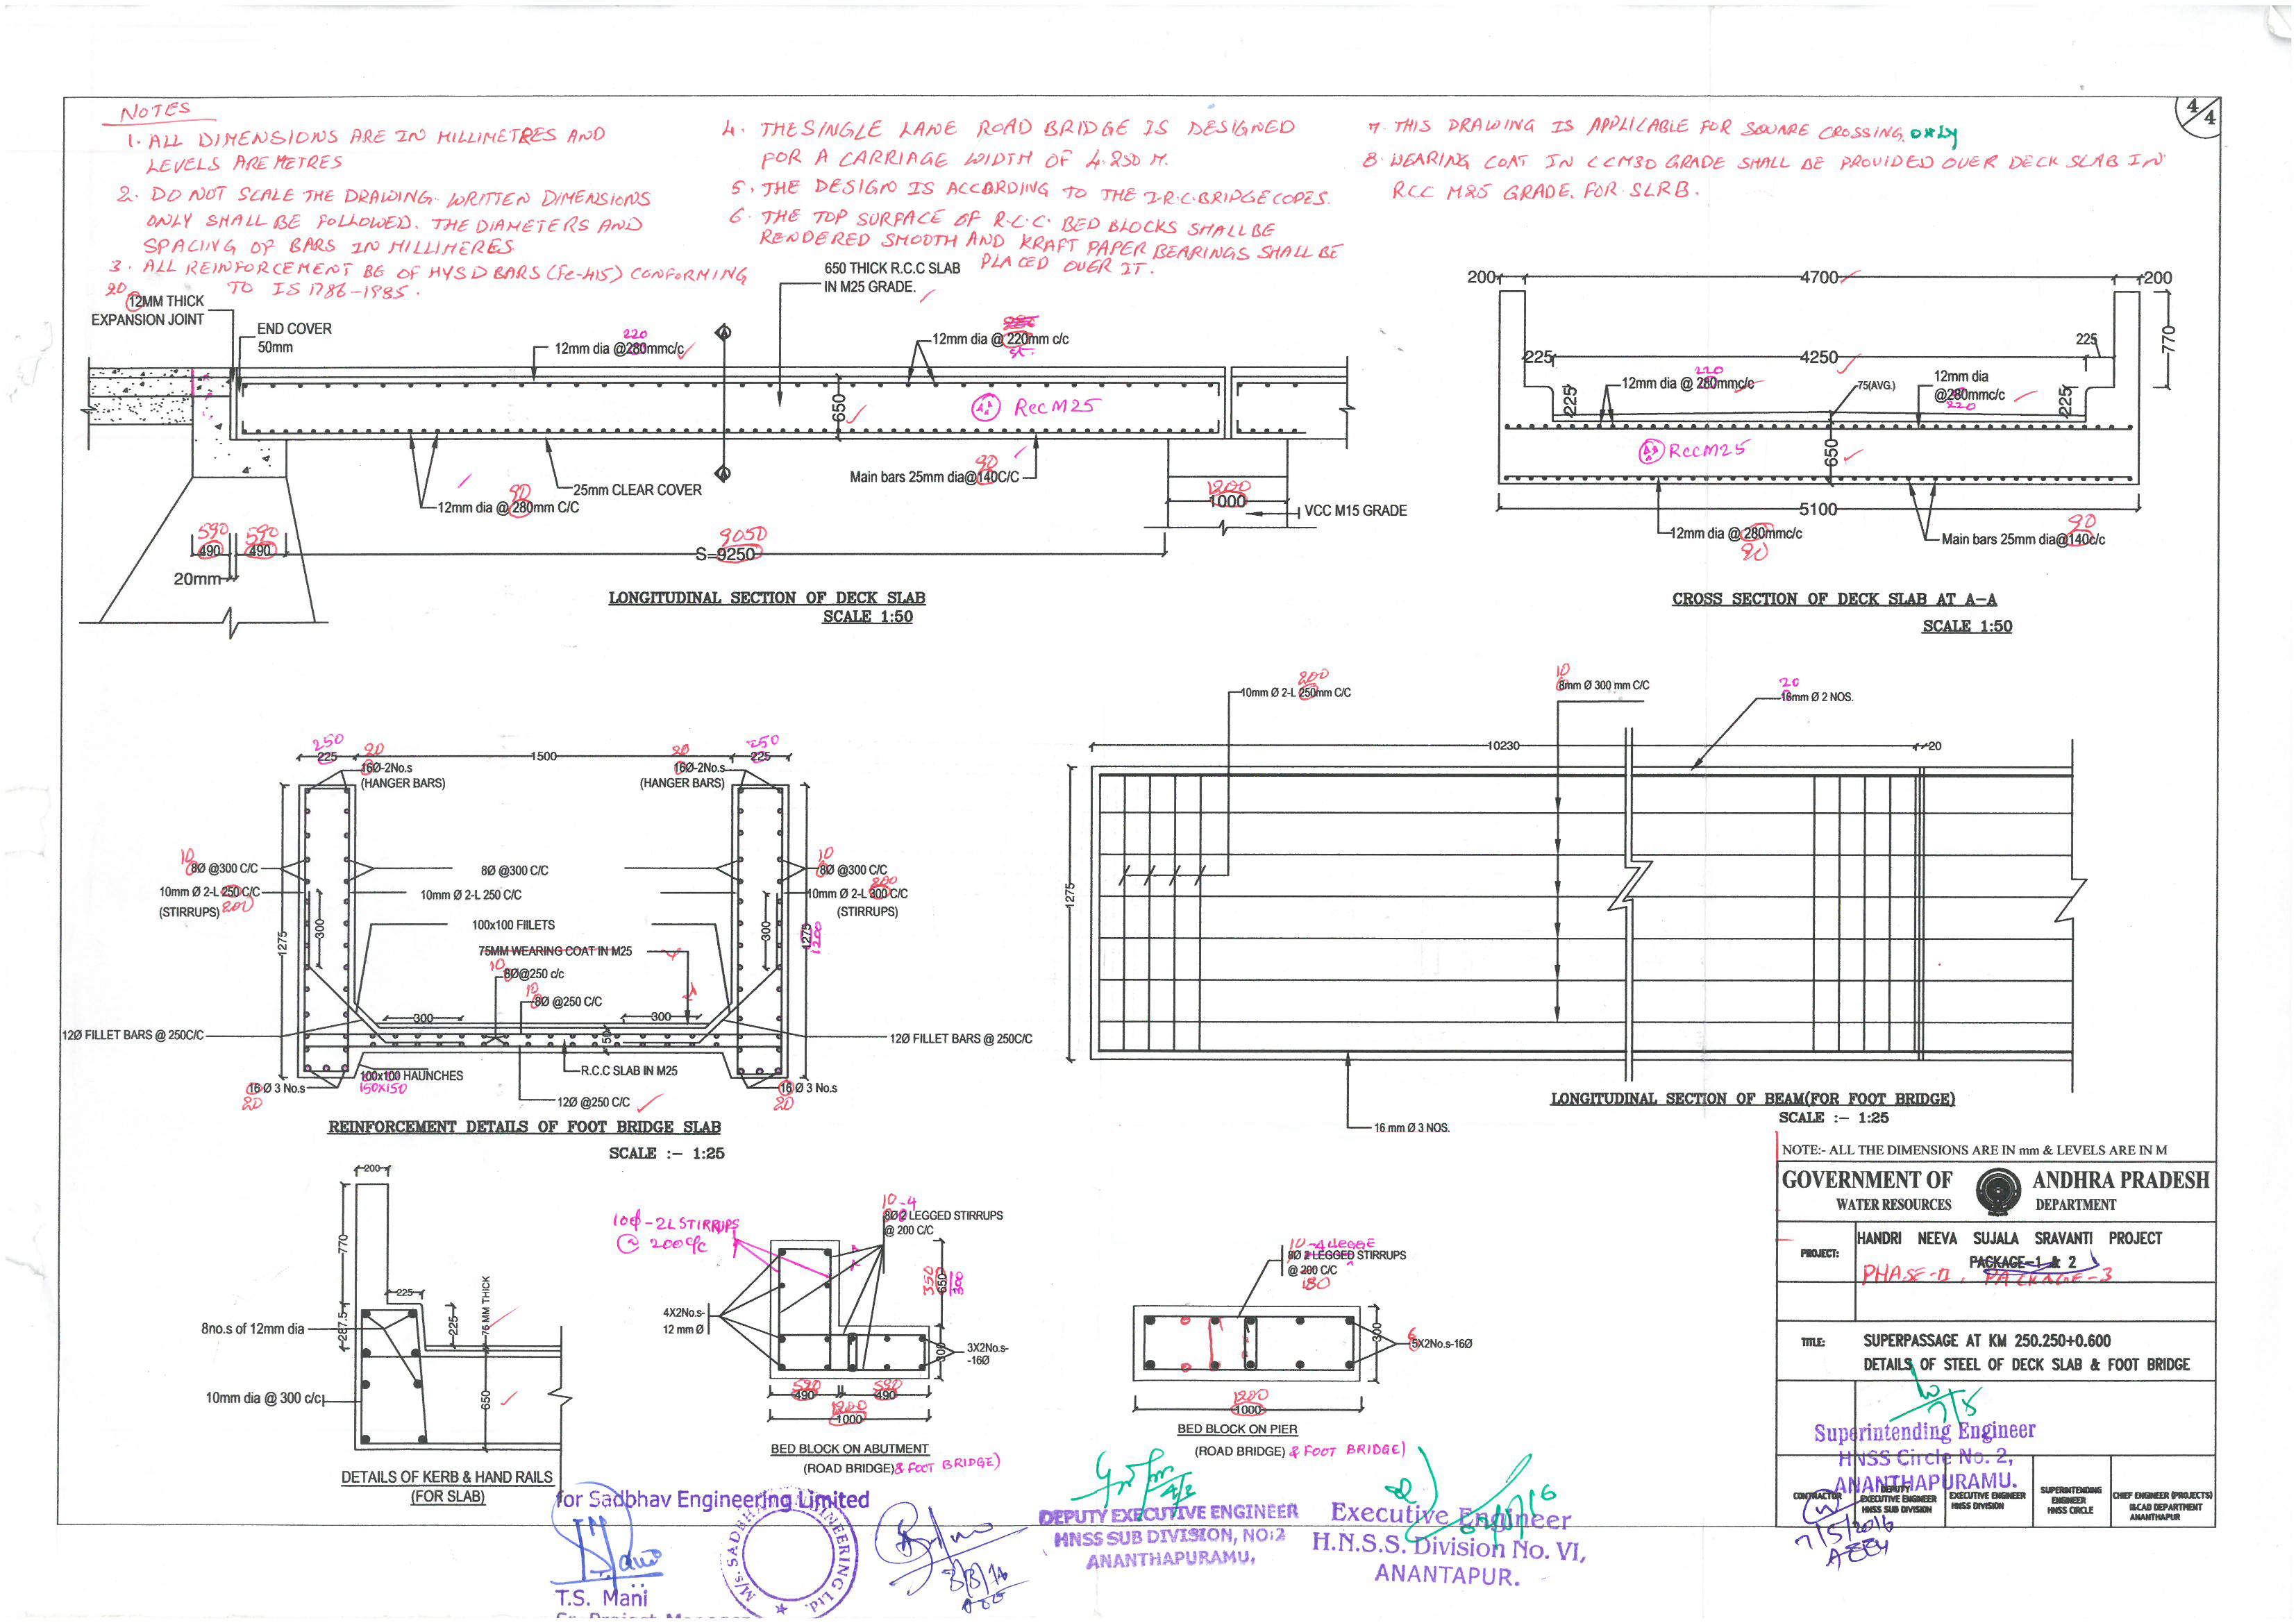 4/4
NOTES
1. ALL DIMENSIONS ARE IN MILLIMETRES AND
LEVELS ARE METRES
2. DO NOT SCALE THE DRAWING. WRITTEN DIMENSIONS
ONLY SHALL BE FOLLOWED. THE DIAMETERS AND
SPACING OF BARS IN MILLIMERES
3. ALL REINFORCEMENT BE OF HYSD BARS (Fe-415) CONFORMING
TO IS 1786-1985.
4. THE SINGLE LANE ROAD BRIDGE IS DESIGNED
FOR A CARRIAGE WIDTH OF 4.250 M.
5. THE DESIGN IS ACCORDING TO THE I.R.C. BRIDGE COPES.
6. THE TOP SURFACE OF R.C.C. BED BLOCKS SHALL BE
RENDERED SMOOTH AND KRAFT PAPER BEARINGS SHALL BE
PLACED OVER IT.
7. THIS DRAWING IS APPLICABLE FOR SQUARE CROSSING, ONLY
8. WEARING COAT IN CCM30 GRADE SHALL BE PROVIDED OVER DECK SLAB IN
RCC M25 GRADE. FOR SLRB.
20
12MM THICK
EXPANSION JOINT
END COVER
50mm
220
12mm dia @280mmc/c
650 THICK R.C.C SLAB
IN M25 GRADE.
12mm dia @ 220mm c/c
650
RCC M25
90
12mm dia @ 280mm C/C
25mm CLEAR COVER
90
Main bars 25mm dia@140C/C
1200
1000
VCC M15 GRADE
590 590
490 490
20mm
9050
S=9250
LONGITUDINAL SECTION OF DECK SLAB
SCALE 1:50
200 4700 200
770
225 4250 225
220
12mm dia @ 280mmc/c
75(AVG.)
12mm dia
@280mmc/c
220
225 225
RCC M25
650
5100
12mm dia @ 280mmc/c
90
90
Main bars 25mm dia@140c/c
CROSS SECTION OF DECK SLAB AT A-A
SCALE 1:50
250 250
225 1500 225
20 20
16Ø-2No.s 16Ø-2No.s
(HANGER BARS) (HANGER BARS)
10 10
8Ø @300 C/C 8Ø @300 C/C 8Ø @300 C/C
200
10mm Ø 2-L 250 C/C 10mm Ø 2-L 250 C/C 10mm Ø 2-L 300 C/C
(STIRRUPS) 200 (STIRRUPS)
1275 300 300 1275
1200
100x100 FIILETS
75MM WEARING COAT IN M25
10
8Ø@250 c/c
10
8Ø @250 C/C
300 300
12Ø FILLET BARS @ 250C/C 12Ø FILLET BARS @ 250C/C
100x100 HAUNCHES
150X150
R.C.C SLAB IN M25
16 Ø 3 No.s 16 Ø 3 No.s
20 20
12Ø @250 C/C
REINFORCEMENT DETAILS OF FOOT BRIDGE SLAB
SCALE :- 1:25
200
10mm Ø 2-L 250mm C/C
10
8mm Ø 300 mm C/C
20
16mm Ø 2 NOS.
10230 20
1275
16 mm Ø 3 NOS.
LONGITUDINAL SECTION OF BEAM(FOR FOOT BRIDGE)
SCALE :- 1:25
200
770
225
287.5
225
75 MM THICK
8no.s of 12mm dia
10mm dia @ 300 c/c
650
DETAILS OF KERB & HAND RAILS
(FOR SLAB)
10Ø-2L STIRRUPS
@ 200 C/C
10 -4
8Ø2 LEGGED STIRRUPS
@ 200 C/C
4X2No.s-
12 mm Ø
350 650 300
300
3X2No.s-
-16Ø
590 590
490 490
1200
1000
BED BLOCK ON ABUTMENT
(ROAD BRIDGE) & FOOT BRIDGE)
10 -4 LEGGE
8Ø 2 LEGGED STIRRUPS
@ 200 C/C
180
300
6
5X2No.s-16Ø
1200
1000
BED BLOCK ON PIER
(ROAD BRIDGE) & FOOT BRIDGE)
NOTE:- ALL THE DIMENSIONS ARE IN mm & LEVELS ARE IN M
GOVERNMENT OF ANDHRA PRADESH
WATER RESOURCES DEPARTMENT
PROJECT:
HANDRI NEEVA SUJALA SRAVANTI PROJECT
PACKAGE-1 & 2
PHASE-II, PACKAGE-3
TITLE:
SUPERPASSAGE AT KM 250.250+0.600
DETAILS OF STEEL OF DECK SLAB & FOOT BRIDGE
7/5
Superintending Engineer
HNSS Circle No. 2,
ANANTHAPURAMU.
CONTRACTOR
DEPUTY
EXECUTIVE ENGINEER
HNSS SUB DIVISION
EXECUTIVE ENGINEER
HNSS DIVISION
SUPERINTENDING
ENGINEER
HNSS CIRCLE
CHIEF ENGINEER (PROJECTS)
I&CAD DEPARTMENT
ANANTHAPUR
7/5/2016
for Sadbhav Engineering Limited
M/s. SADBHAV ENGINEERING Ltd.
T.S. Mani
DEPUTY EXECUTIVE ENGINEER
HNSS SUB DIVISION, NO:2
ANANTHAPURAMU,
Executive Engineer
H.N.S.S. Division No. VI,
ANANTAPUR.